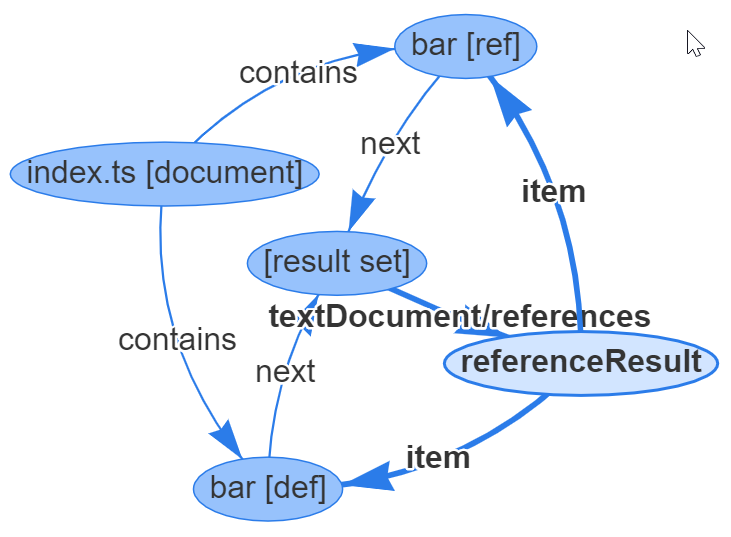 bar [ref]
contains
next
index.ts [document]
item
[result set]
textDocument/references
contains
next
referenceResult
item
bar [def]